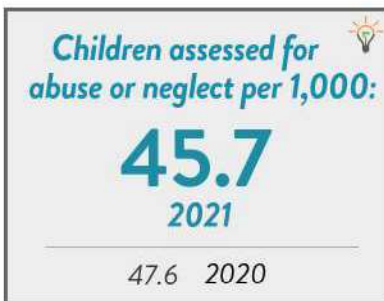 Children assessed for
abuse or neglect per 1,000:
45.7
2021
47.6 2020